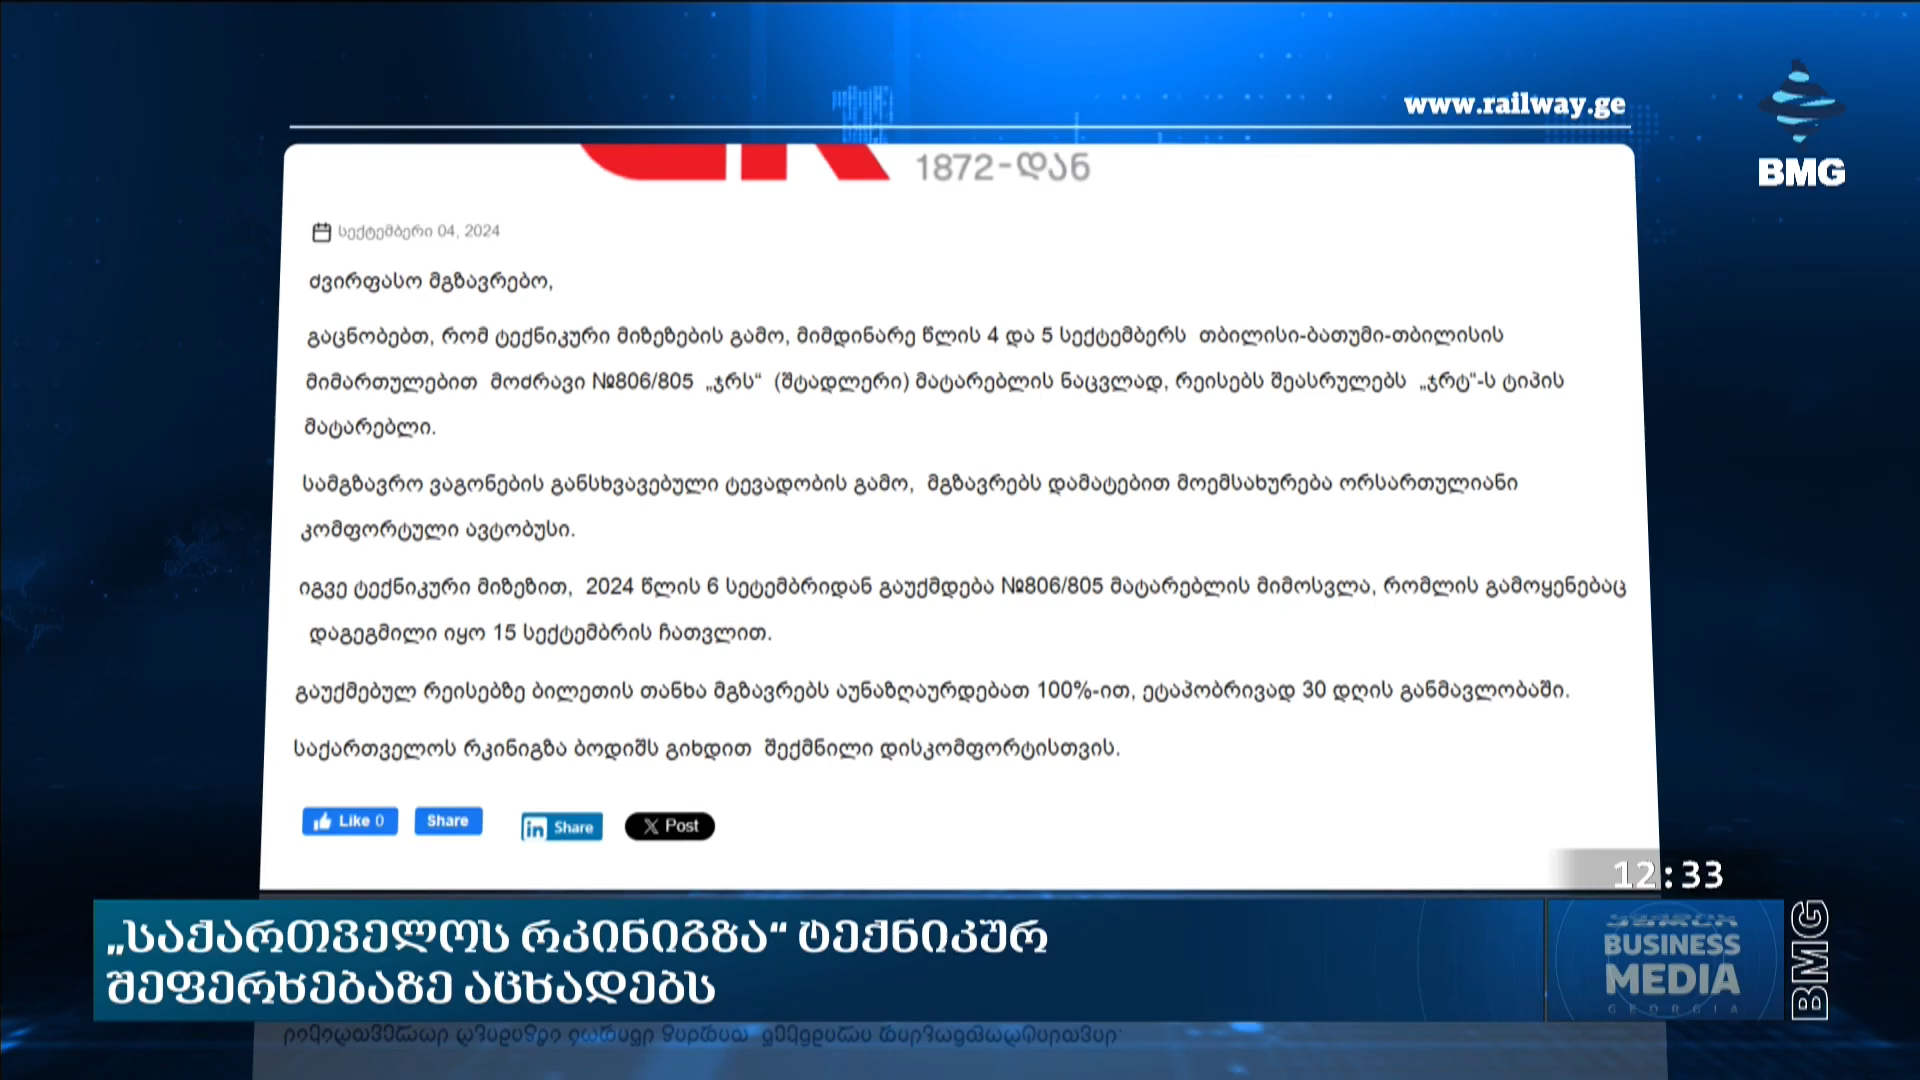 www.railway.ge
BMG
1872-დან
სექტემბერი 04, 2024
ძვირფასო მგზავრებო,
გაცნობებთ, რომ ტექნიკური მიზეზების გამო, მიმდინარე წლის 4 და 5 სექტემბერს თბილისი-ბათუმი-თბილისის
მიმართულებით მოძრავი №806/805 „ჯრს“ (შტადლერი) მატარებლის ნაცვლად, რეისებს შეასრულებს „ჯრტ“-ს ტიპის
მატარებლი.
სამგზავრო ვაგონების განსხვავებული ტევადობის გამო, მგზავრებს დამატებით მოემსახურება ორსართულიანი
კომფორტული ავტობუსი.
იგვე ტექნიკური მიზეზით, 2024 წლის 6 სეტემბრიდან გაუქმდება №806/805 მატარებლის მიმოსვლა, რომლის გამოყენებაც
დაგეგმილი იყო 15 სექტემბრის ჩათვლით.
გაუქმებულ რეისებზე ბილეთის თანხა მგზავრებს აუნაზღაურდებათ 100%-ით, ეტაპობრივად 30 დღის განმავლობაში.
საქართველოს რკინიგზა ბოდიშს გიხდით შექმნილი დისკომფორტისთვის.
Like 0 Share in Share X Post
12:33
„საქართველოს რკინიგზა“ ტექნიკურ
შეფერხებაზე აცხადებს
BUSINESS
MEDIA
GEORGIA
BMG